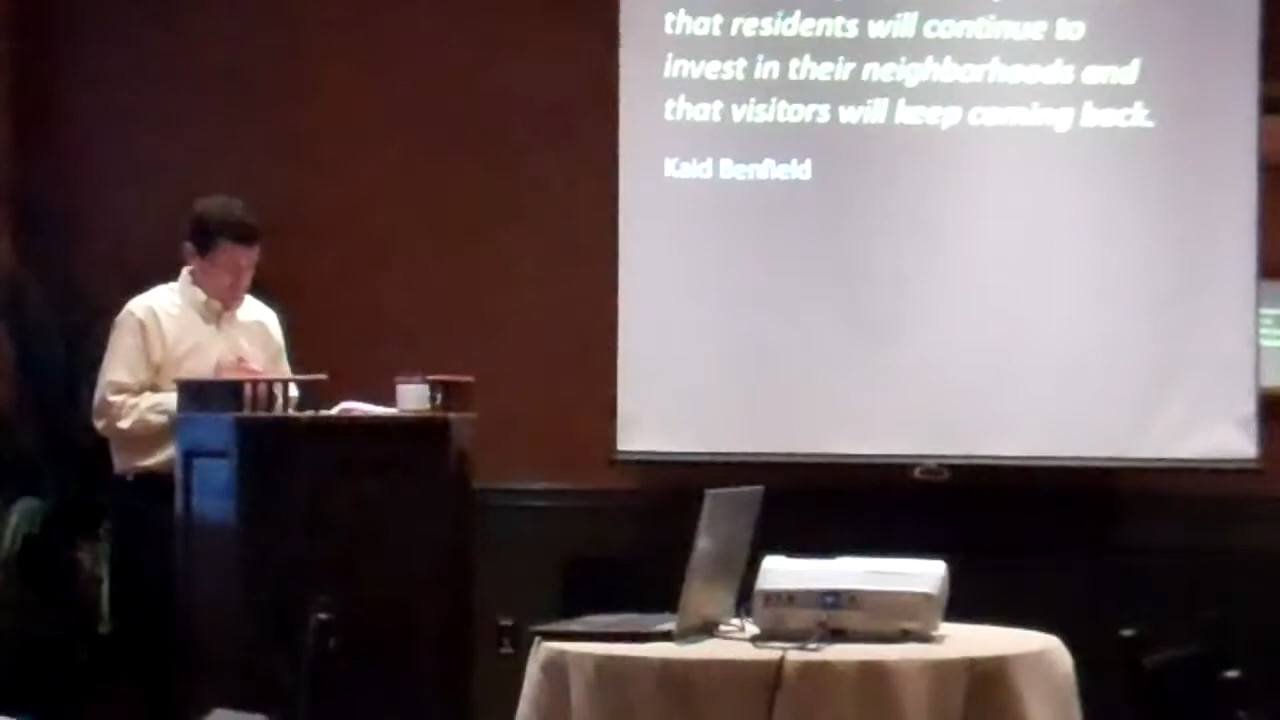 that residents will continue to
invest in their neighborhoods and
that visitors will keep coming back.
Kaid Benfield